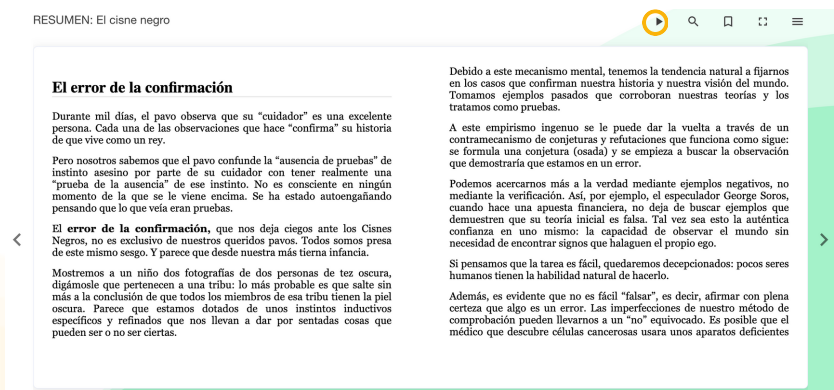 RESUMEN: El cisne negro
El error de la confirmación
Durante mil días, el pavo observa que su “cuidador” es una excelente
persona. Cada una de las observaciones que hace “confirma” su historia
de que vive como un rey.
Pero nosotros sabemos que el pavo confunde la “ausencia de pruebas” de
instinto asesino por parte de su cuidador con tener realmente una
“prueba de la ausencia” de ese instinto. No es consciente en ningún
momento de la que se le viene encima. Se ha estado autoengañando
pensando que lo que veía eran pruebas.
El error de la confirmación, que nos deja ciegos ante los Cisnes
Negros, no es exclusivo de nuestros queridos pavos. Todos somos presa
de este mismo sesgo. Y parece que desde nuestra más tierna infancia.
Mostremos a un niño dos fotografías de dos personas de tez oscura,
digámosle que pertenecen a una tribu: lo más probable es que salte sin
más a la conclusión de que todos los miembros de esa tribu tienen la piel
oscura. Parece que estamos dotados de unos instintos inductivos
específicos y refinados que nos llevan a dar por sentadas cosas que
pueden ser o no ser ciertas.
Debido a este mecanismo mental, tenemos la tendencia natural a fijarnos
en los casos que confirman nuestra historia y nuestra visión del mundo.
Tomamos ejemplos pasados que corroboran nuestras teorías y los
tratamos como pruebas.
A este empirismo ingenuo se le puede dar la vuelta a través de un
contramecanismo de conjeturas y refutaciones que funciona como sigue:
se formula una conjetura (osada) y se empieza a buscar la observación
que demostraría que estamos en un error.
Podemos acercarnos más a la verdad mediante ejemplos negativos, no
mediante la verificación. Así, por ejemplo, el especulador George Soros,
cuando hace una apuesta financiera, no deja de buscar ejemplos que
demuestren que su teoría inicial es falsa. Tal vez sea esto la auténtica
confianza en uno mismo: la capacidad de observar el mundo sin
necesidad de encontrar signos que halaguen el propio ego.
Si pensamos que la tarea es fácil, quedaremos decepcionados: pocos seres
humanos tienen la habilidad natural de hacerlo.
Además, es evidente que no es fácil “falsar”, es decir, afirmar con plena
certeza que algo es un error. Las imperfecciones de nuestro método de
comprobación pueden llevarnos a un “no” equivocado. Es posible que el
médico que descubre células cancerosas usara unos aparatos deficientes